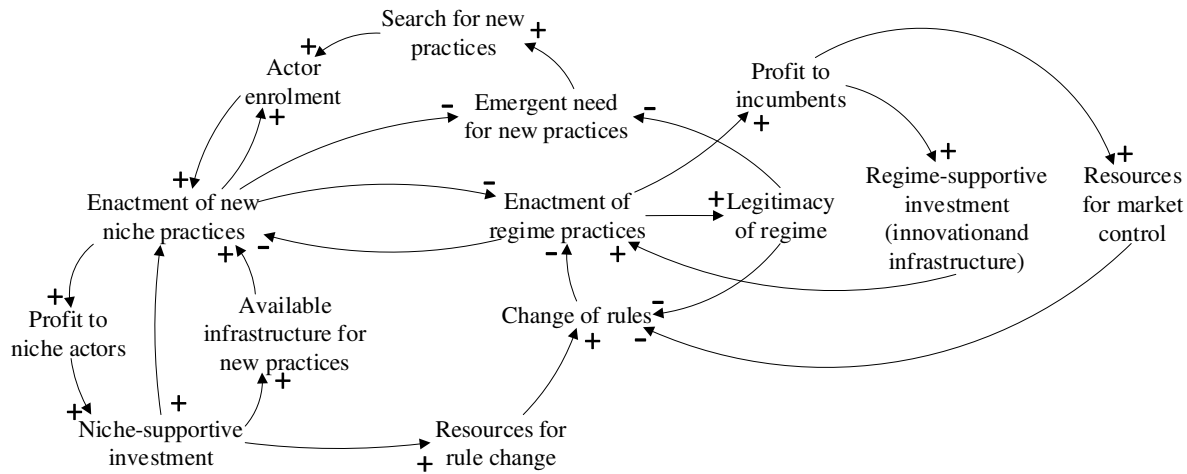 Search for new
practices
Actor
enrolment
Emergent need
for new practices
Profit to
incumbents
Enactment of new
niche practices
Enactment of
regime practices
Legitimacy
of regime
Regime-supportive
investment
(innovationand
infrastructure)
Resources
for market
control
Profit to
niche actors
Available
infrastructure for
new practices
Change of rules
Niche-supportive
investment
Resources for
rule change
+
+
+
-
-
+
+
+
+
-
+
-
+
-
-
+
+
+
-
-
+
+
+
+
+